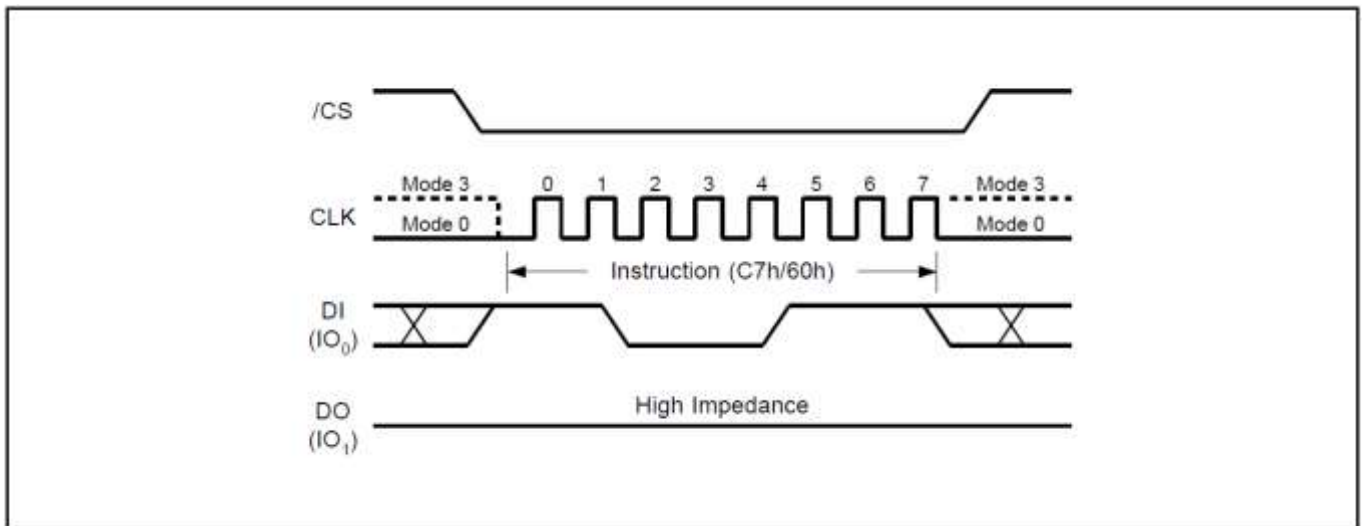 /CS
Mode 3 0 1 2 3 4 5 6 7 Mode 3
CLK
Mode 0 Mode 0
Instruction (C7h/60h)
DI
(IO₀)
High Impedance
DO
(IO₁)